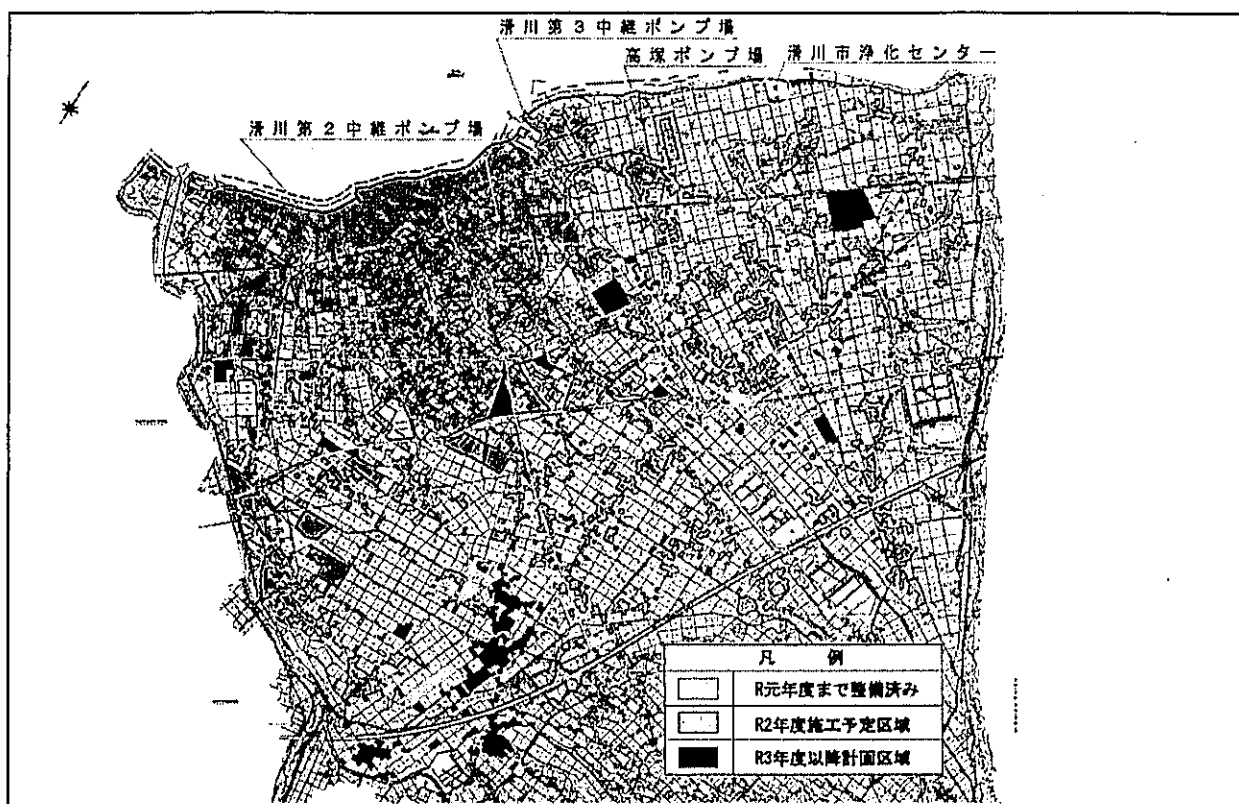 滑川第3中継ポンプ場
高塚ポンプ場
滑川市浄化センター
滑川第2中継ポンプ場
凡 例
R元年度まで整備済み
R2年度施工予定区域
R3年度以降計画区域